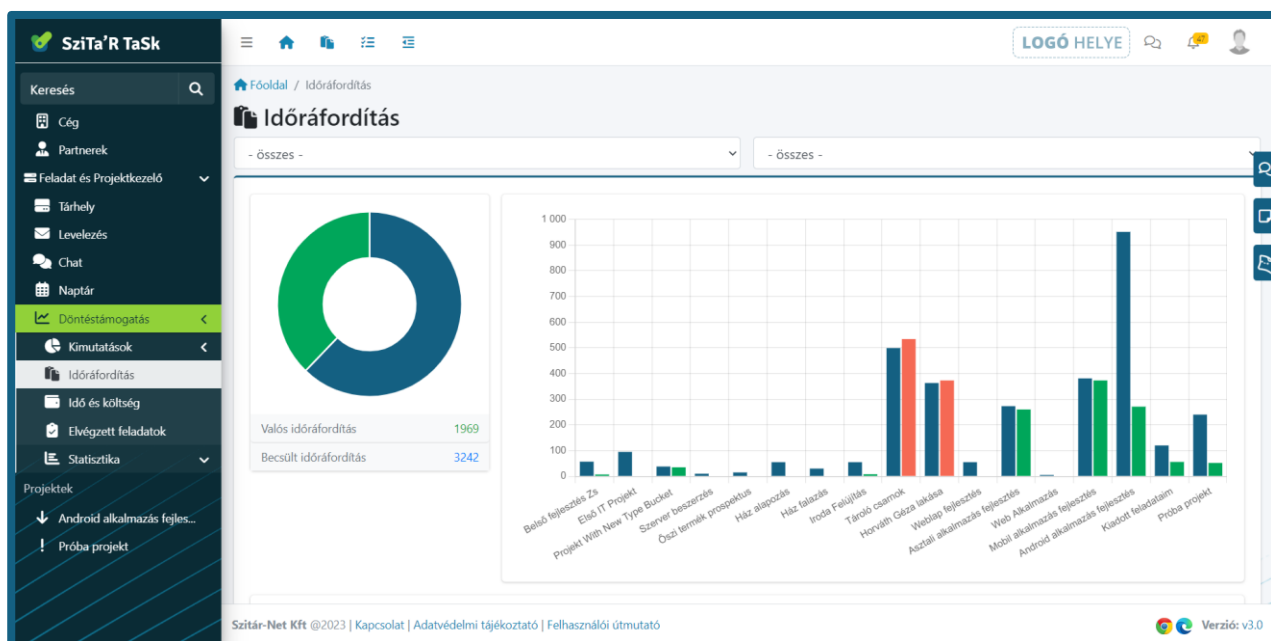 SziTa'R TaSk
LOGÓ HELYE
47
Keresés
Cég
Partnerek
Feladat és Projektkezelő
Tárhely
Levelezés
Chat
Naptár
Döntéstámogatás
Kimutatások
Időráfordítás
Idő és költség
Elvégzett feladatok
Statisztika
Projektek
Android alkalmazás fejles...
Próba projekt
Főoldal / Időráfordítás
Időráfordítás
- összes -
- összes -
Valós időráfordítás 1969
Becsült időráfordítás 3242
1 000
900
800
700
600
500
400
300
200
100
0
Belső fejlesztés Zs
Első IT Projekt
Projekt With New Type Bucket
Szerver beszerzés
Őszi termék prospektus
Ház alapozás
Ház falazás
Iroda Felújítás
Tároló csarnok
Horváth Géza lakása
Weblap fejlesztés
Asztali alkalmazás fejlesztés
Web Alkalmazás
Mobil alkalmazás fejlesztés
Android alkalmazás fejlesztés
Kiadott feladataim
Próba projekt
Szitár-Net Kft @2023 | Kapcsolat | Adatvédelmi tájékoztató | Felhasználói útmutató
Verzió: v3.0